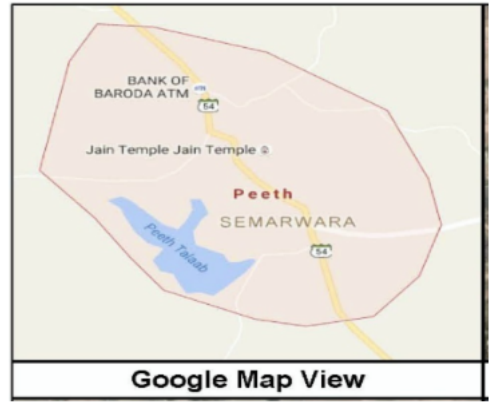 BANK OF
BARODA ATM
54
Jain Temple Jain Temple
Peeth
SEMARWARA
Peeth Talaab
54
Google Map View